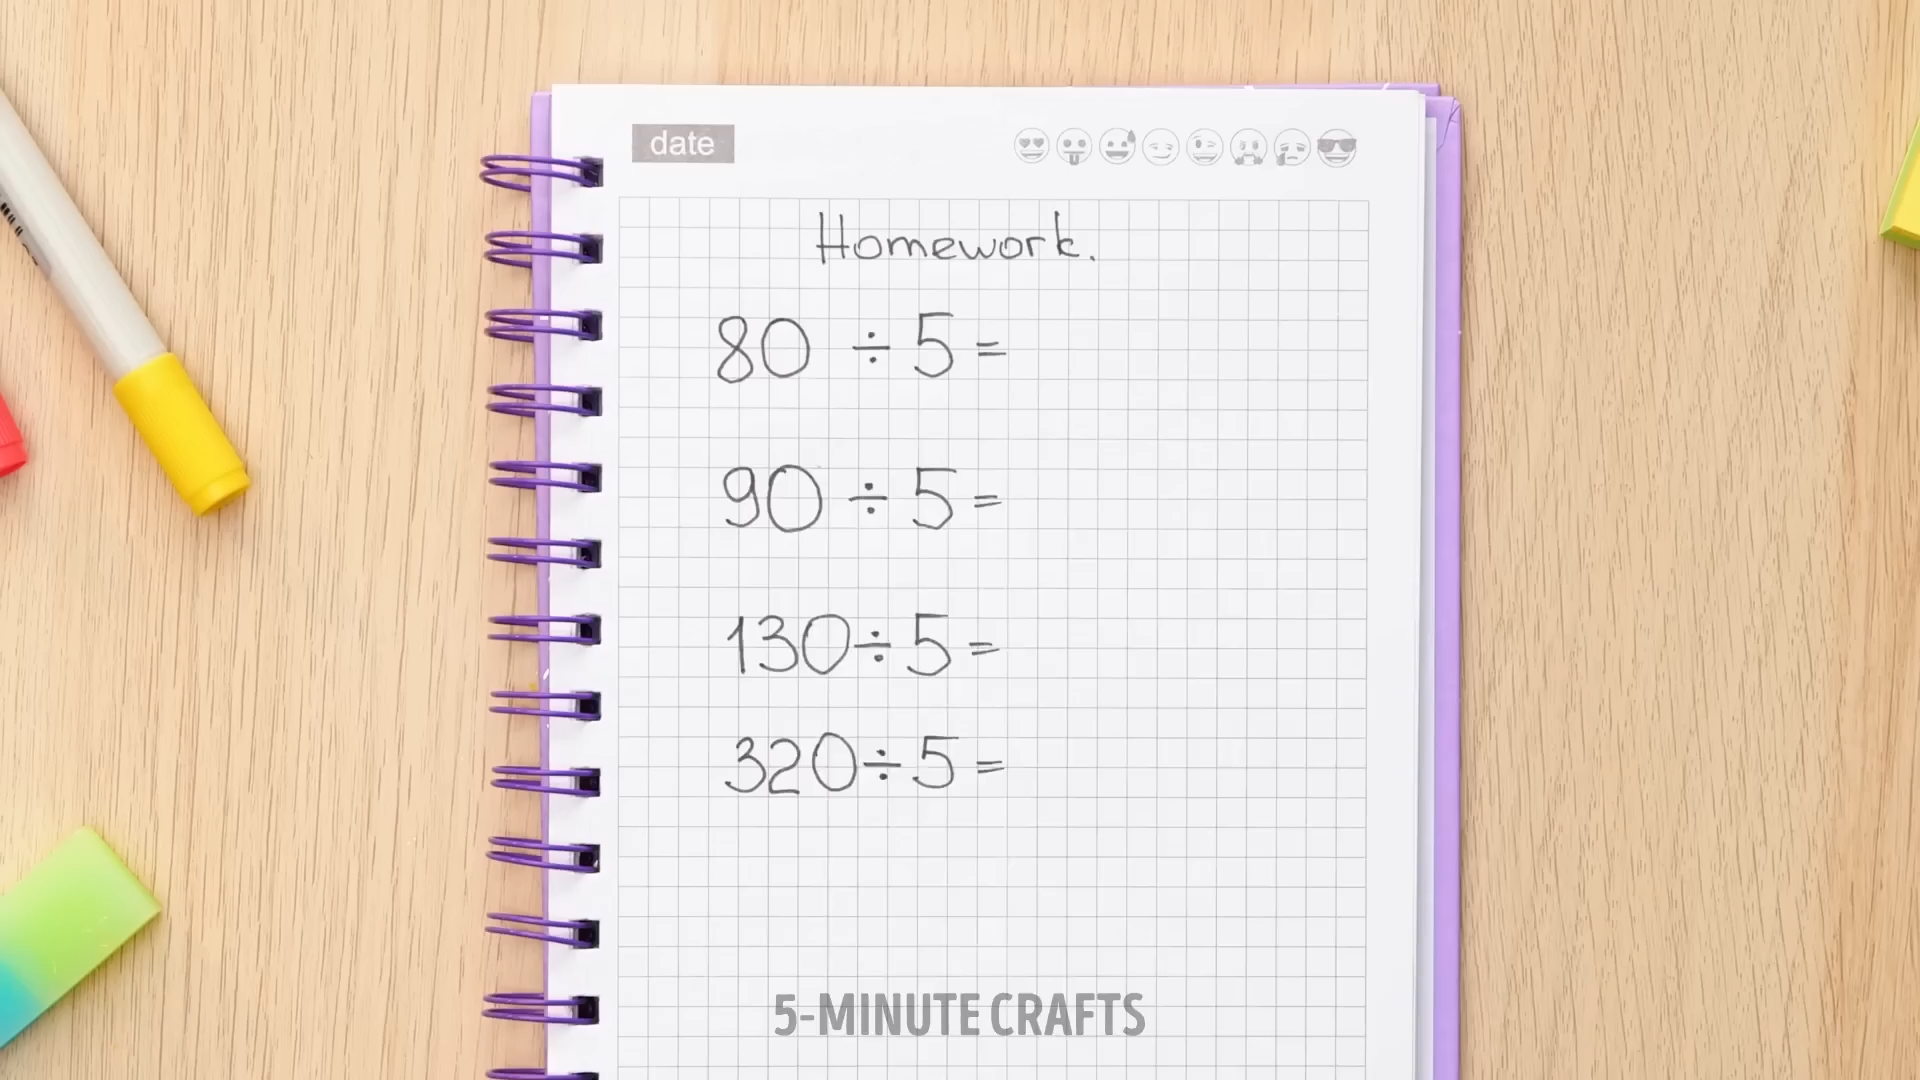 date
Homework.
80 ÷ 5 =
90 ÷ 5 =
130 ÷ 5 =
320 ÷ 5 =
5-MINUTE CRAFTS